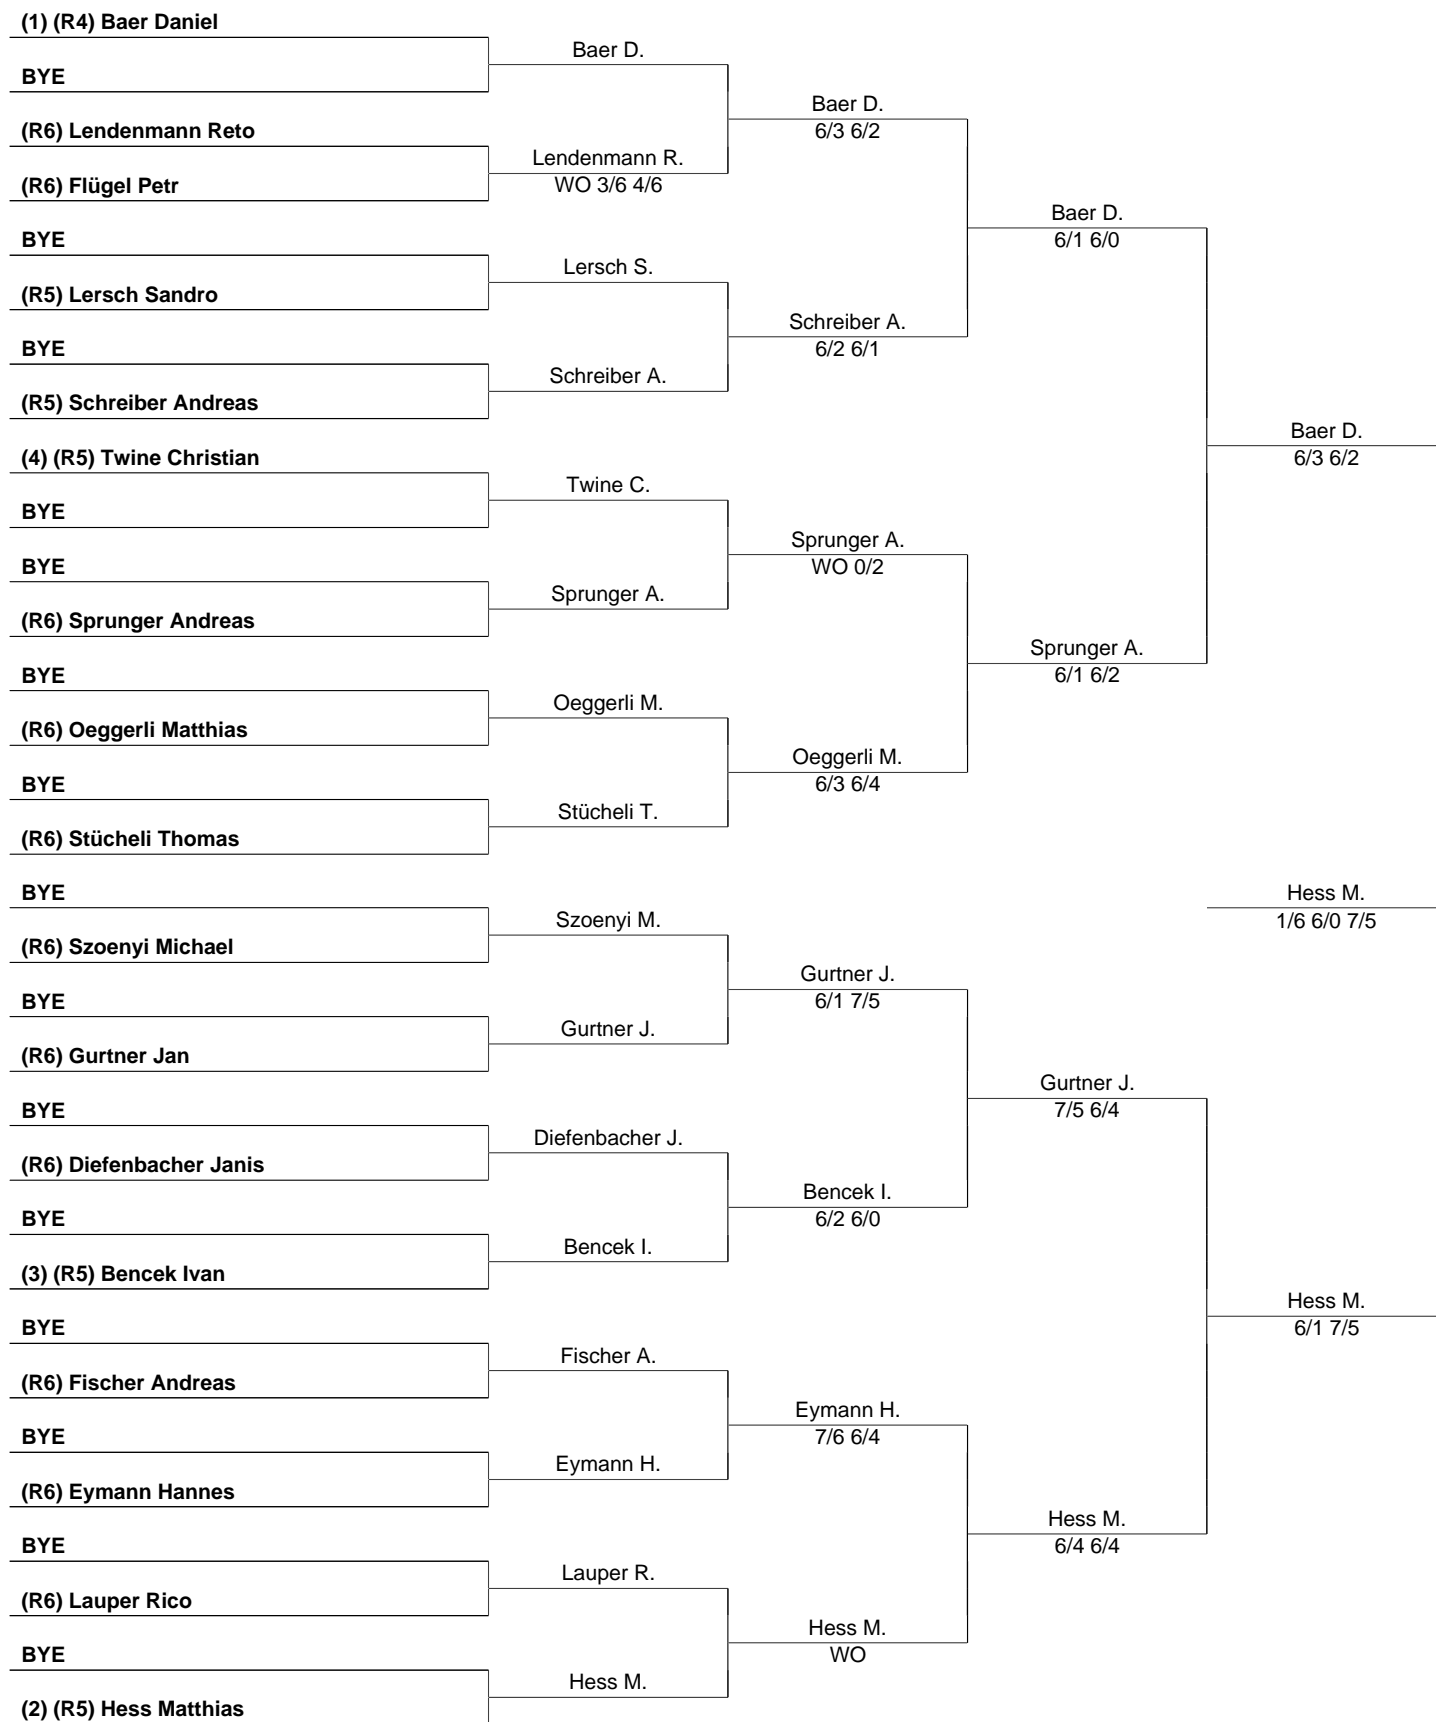 (1) (R4) Baer Daniel
BYE
(R6) Lendenmann Reto
(R6) Flügel Petr
BYE
(R5) Lersch Sandro
BYE
(R5) Schreiber Andreas
(4) (R5) Twine Christian
BYE
BYE
(R6) Sprunger Andreas
BYE
(R6) Oeggerli Matthias
BYE
(R6) Stücheli Thomas
BYE
(R6) Szoenyi Michael
BYE
(R6) Gurtner Jan
BYE
(R6) Diefenbacher Janis
BYE
(3) (R5) Bencek Ivan
BYE
(R6) Fischer Andreas
BYE
(R6) Eymann Hannes
BYE
(R6) Lauper Rico
BYE
(2) (R5) Hess Matthias
Baer D.
Lendenmann R.
WO 3/6 4/6
Lersch S.
Schreiber A.
Twine C.
Sprunger A.
Oeggerli M.
Stücheli T.
Szoenyi M.
Gurtner J.
Diefenbacher J.
Bencek I.
Fischer A.
Eymann H.
Lauper R.
Hess M.
Baer D.
6/3 6/2
Schreiber A.
6/2 6/1
Sprunger A.
WO 0/2
Oeggerli M.
6/3 6/4
Gurtner J.
6/1 7/5
Bencek I.
6/2 6/0
Eymann H.
7/6 6/4
Hess M.
WO
Baer D.
6/1 6/0
Sprunger A.
6/1 6/2
Gurtner J.
7/5 6/4
Hess M.
6/4 6/4
Baer D.
6/3 6/2
Hess M.
1/6 6/0 7/5
Hess M.
6/1 7/5